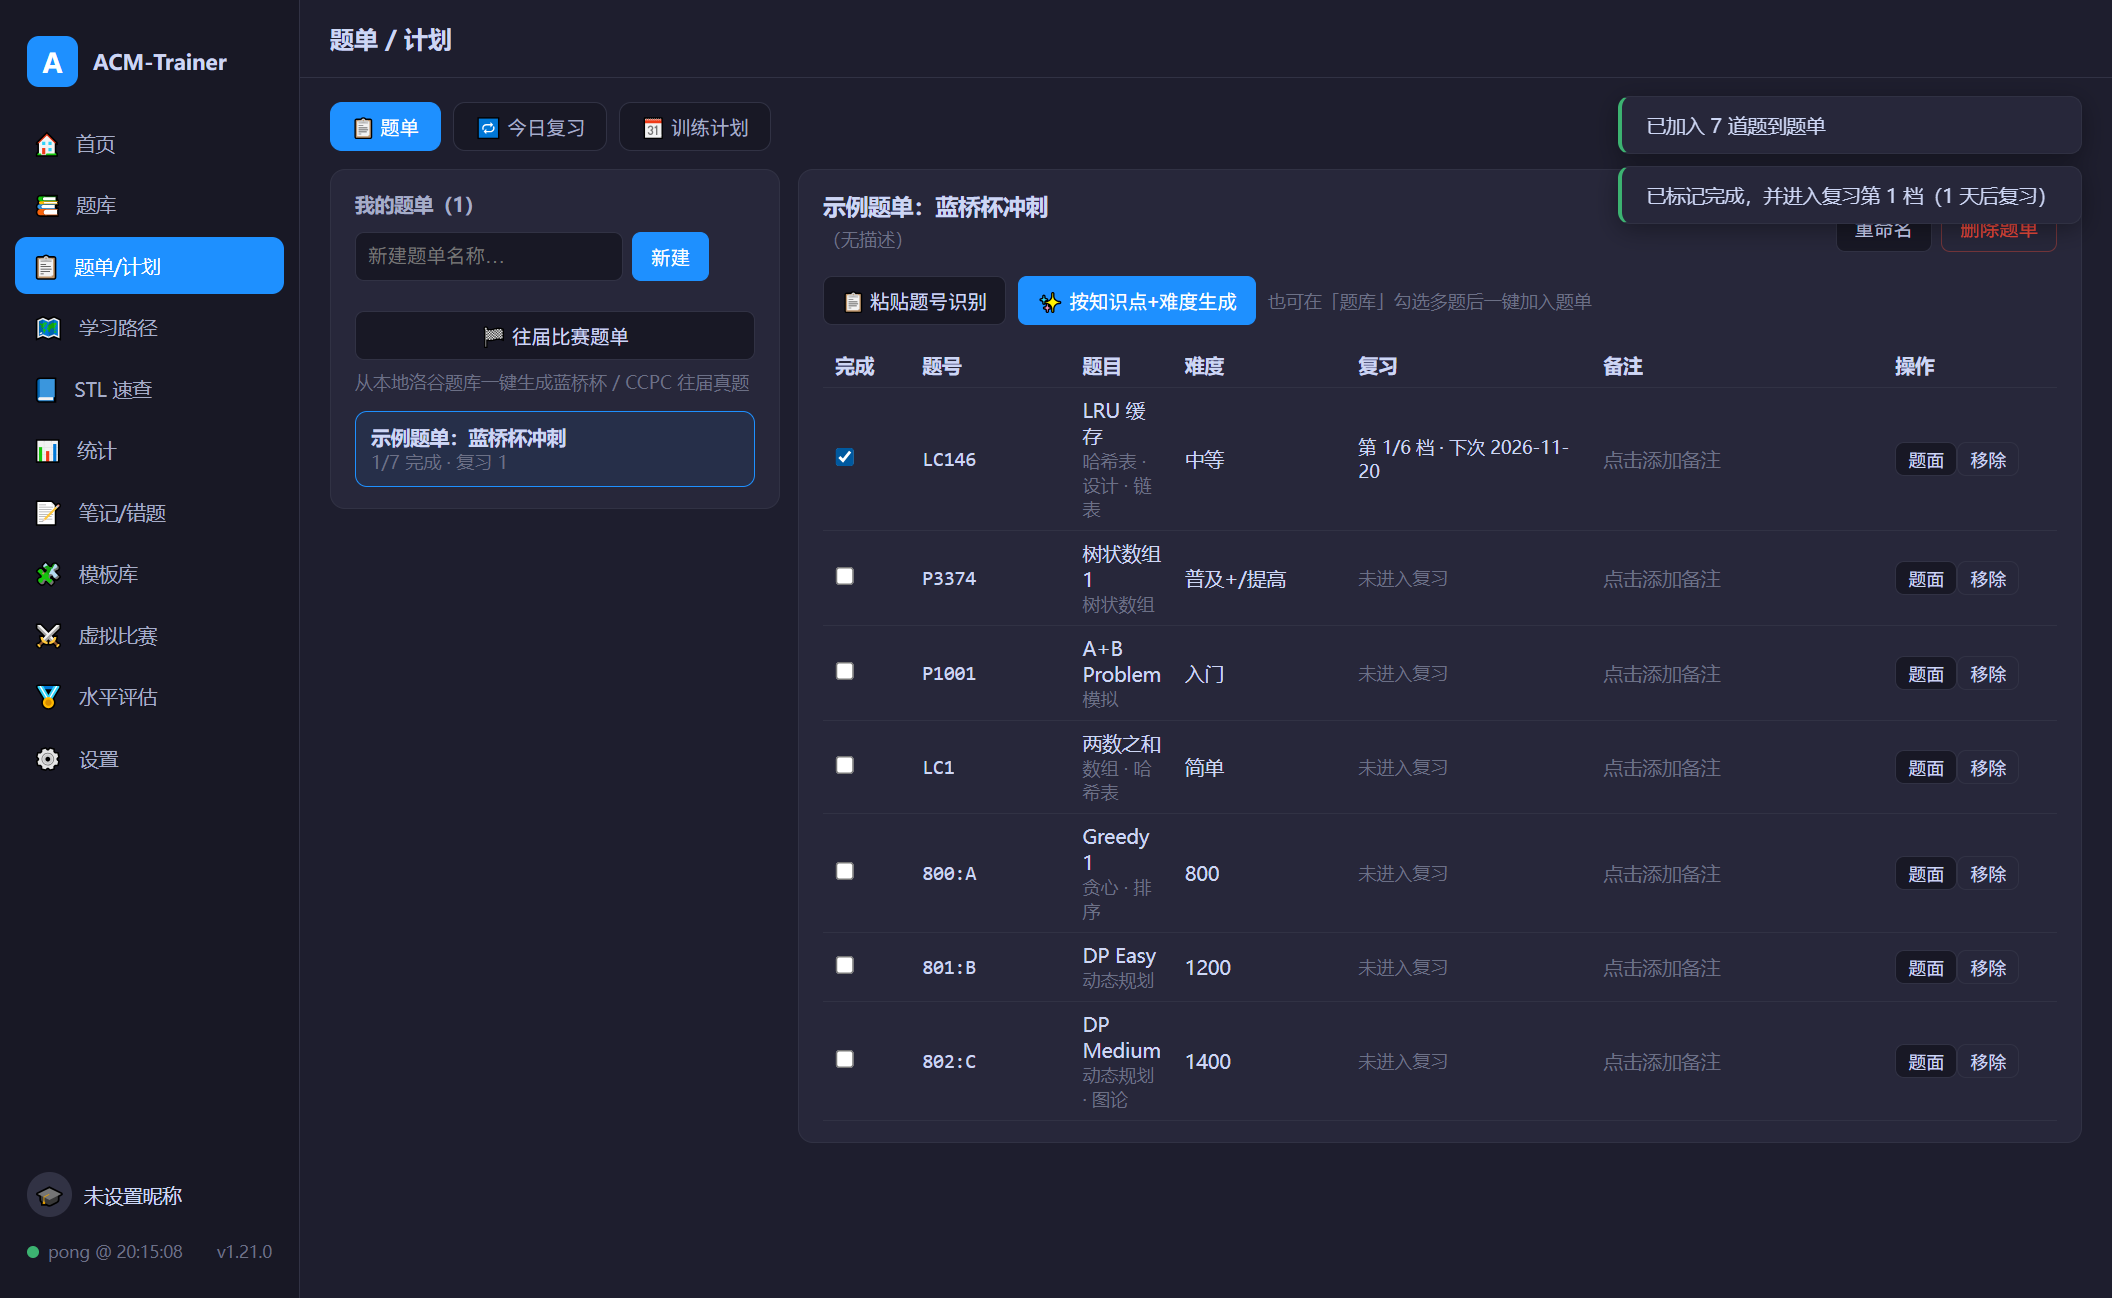 A ACM-Trainer
首页
题库
题单/计划
学习路径
STL 速查
统计
笔记/错题
模板库
虚拟比赛
水平评估
设置
未设置昵称
pong @ 20:15:08 v1.21.0
题单 / 计划
题单 今日复习 训练计划
已加入 7 道题到题单
已标记完成，并进入复习第 1 档（1 天后复习）
我的题单（1）
新建题单名称… 新建
往届比赛题单
从本地洛谷题库一键生成蓝桥杯 / CCPC 往届真题
示例题单：蓝桥杯冲刺
1/7 完成 · 复习 1
示例题单：蓝桥杯冲刺
（无描述）
重命名 删除题单
粘贴题号识别 按知识点+难度生成 也可在「题库」勾选多题后一键加入题单
完成 题号 题目 难度 复习 备注 操作
LRU 缓
存
哈希表 ·
设计 · 链
表
LC146 中等 第 1/6 档 · 下次 2026-11-
20
点击添加备注 题面 移除
树状数组
1
树状数组
P3374 普及+/提高 未进入复习 点击添加备注 题面 移除
A+B
Problem
模拟
P1001 入门 未进入复习 点击添加备注 题面 移除
两数之和
数组 · 哈
希表
LC1 简单 未进入复习 点击添加备注 题面 移除
Greedy
1
贪心 · 排
序
800:A 800 未进入复习 点击添加备注 题面 移除
DP Easy
动态规划
801:B 1200 未进入复习 点击添加备注 题面 移除
DP
Medium
动态规划
· 图论
802:C 1400 未进入复习 点击添加备注 题面 移除